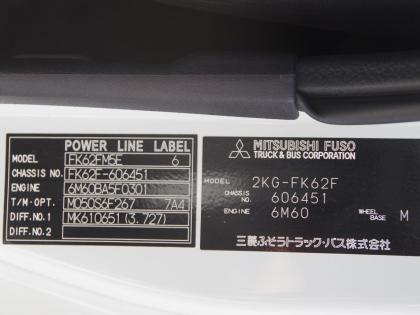 POWER LINE LABEL
MODEL FK62FM5E 6
CHASSIS NO. FK62F-606451
ENGINE 6M60BA5F0301
T/M・OPT. M050S6F267 7A4
DIFF.NO.1 MK610651 (3.727)
DIFF.NO.2
MITSUBISHI FUSO
TRUCK & BUS CORPORATION
MODEL 2KG-FK62F
CHASSIS NO. 606451
ENGINE 6M60 WHEEL BASE M
三菱ふそうトラック・バス株式会社